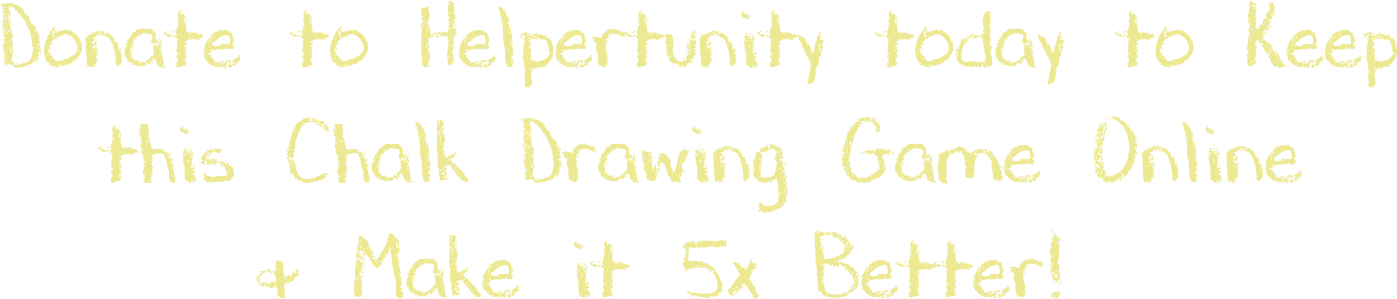 Donate to Helpertunity today to Keep
this Chalk Drawing Game Online
& Make it 5x Better!